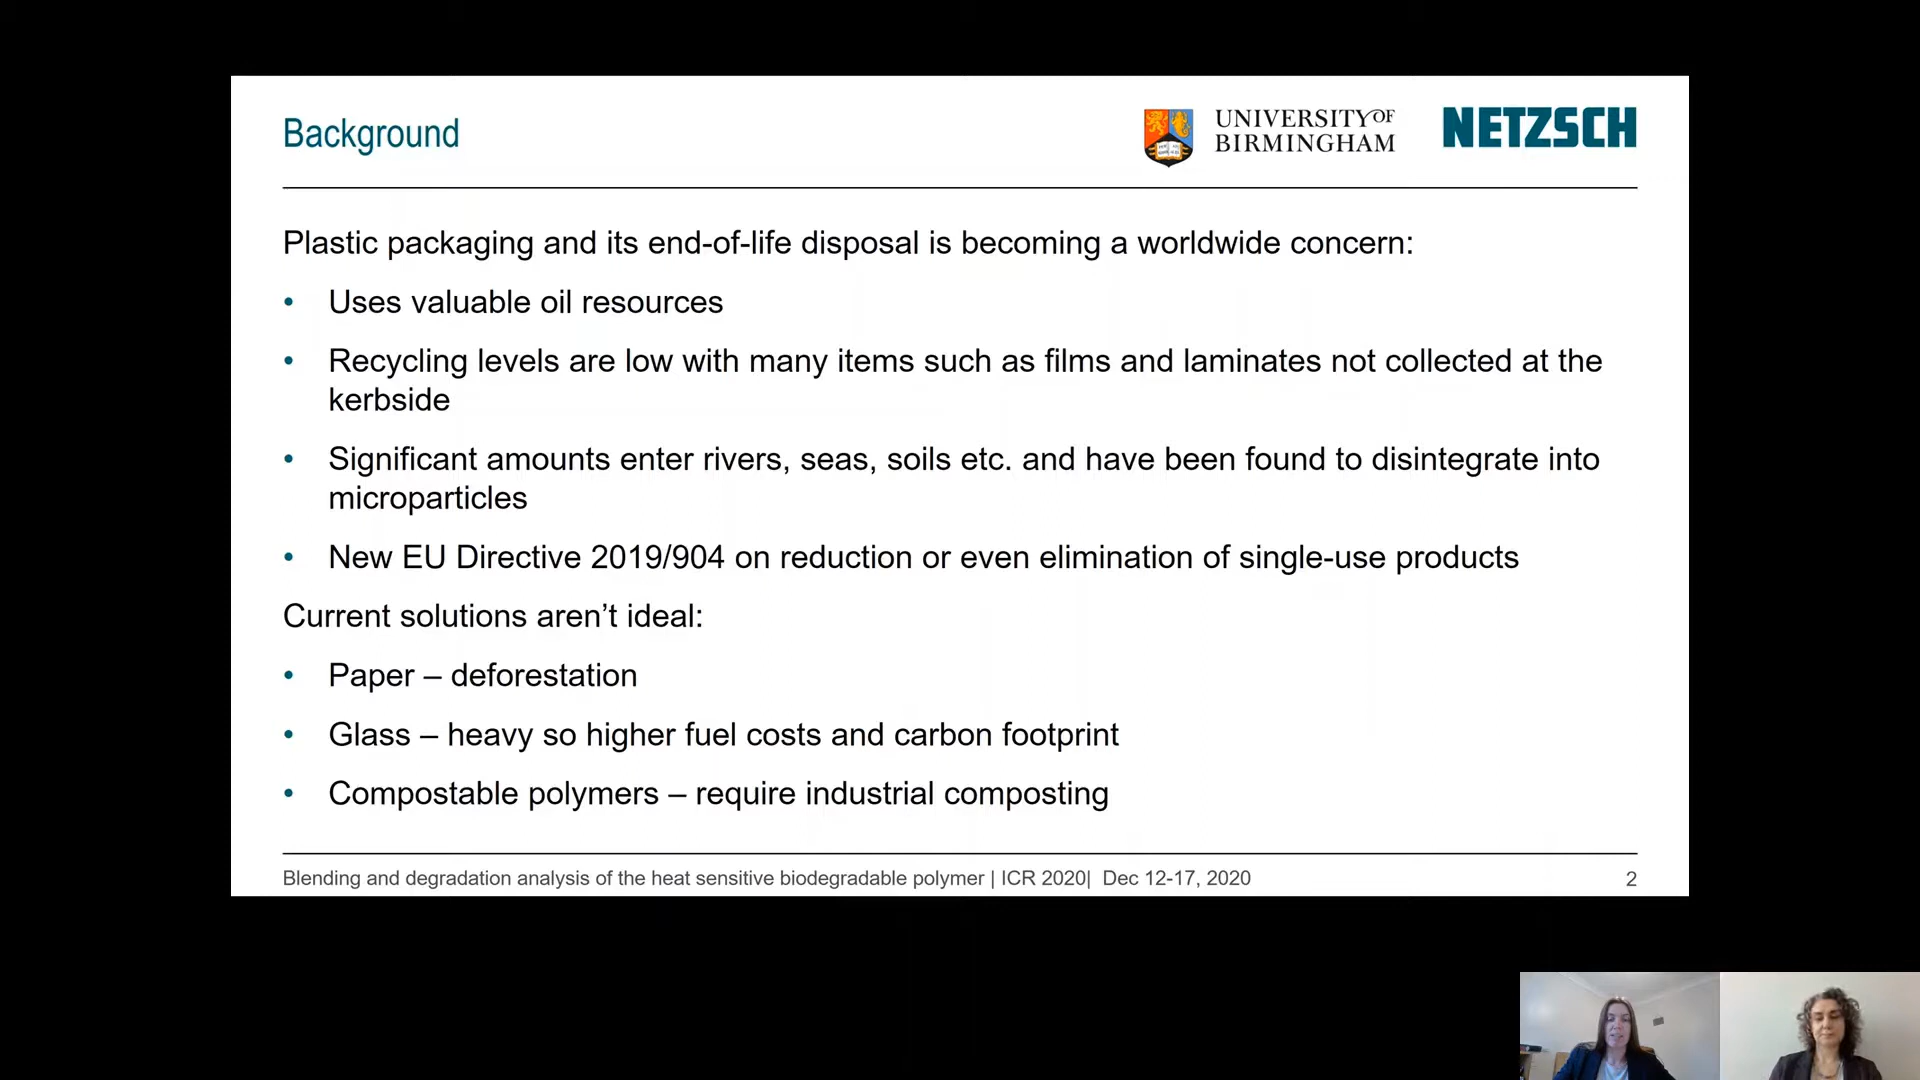 Background
UNIVERSITY OF
BIRMINGHAM
NETZSCH
Plastic packaging and its end-of-life disposal is becoming a worldwide concern:
• Uses valuable oil resources
• Recycling levels are low with many items such as films and laminates not collected at the
kerbside
• Significant amounts enter rivers, seas, soils etc. and have been found to disintegrate into
microparticles
• New EU Directive 2019/904 on reduction or even elimination of single-use products
Current solutions aren’t ideal:
• Paper – deforestation
• Glass – heavy so higher fuel costs and carbon footprint
• Compostable polymers – require industrial composting
Blending and degradation analysis of the heat sensitive biodegradable polymer | ICR 2020| Dec 12-17, 2020
2